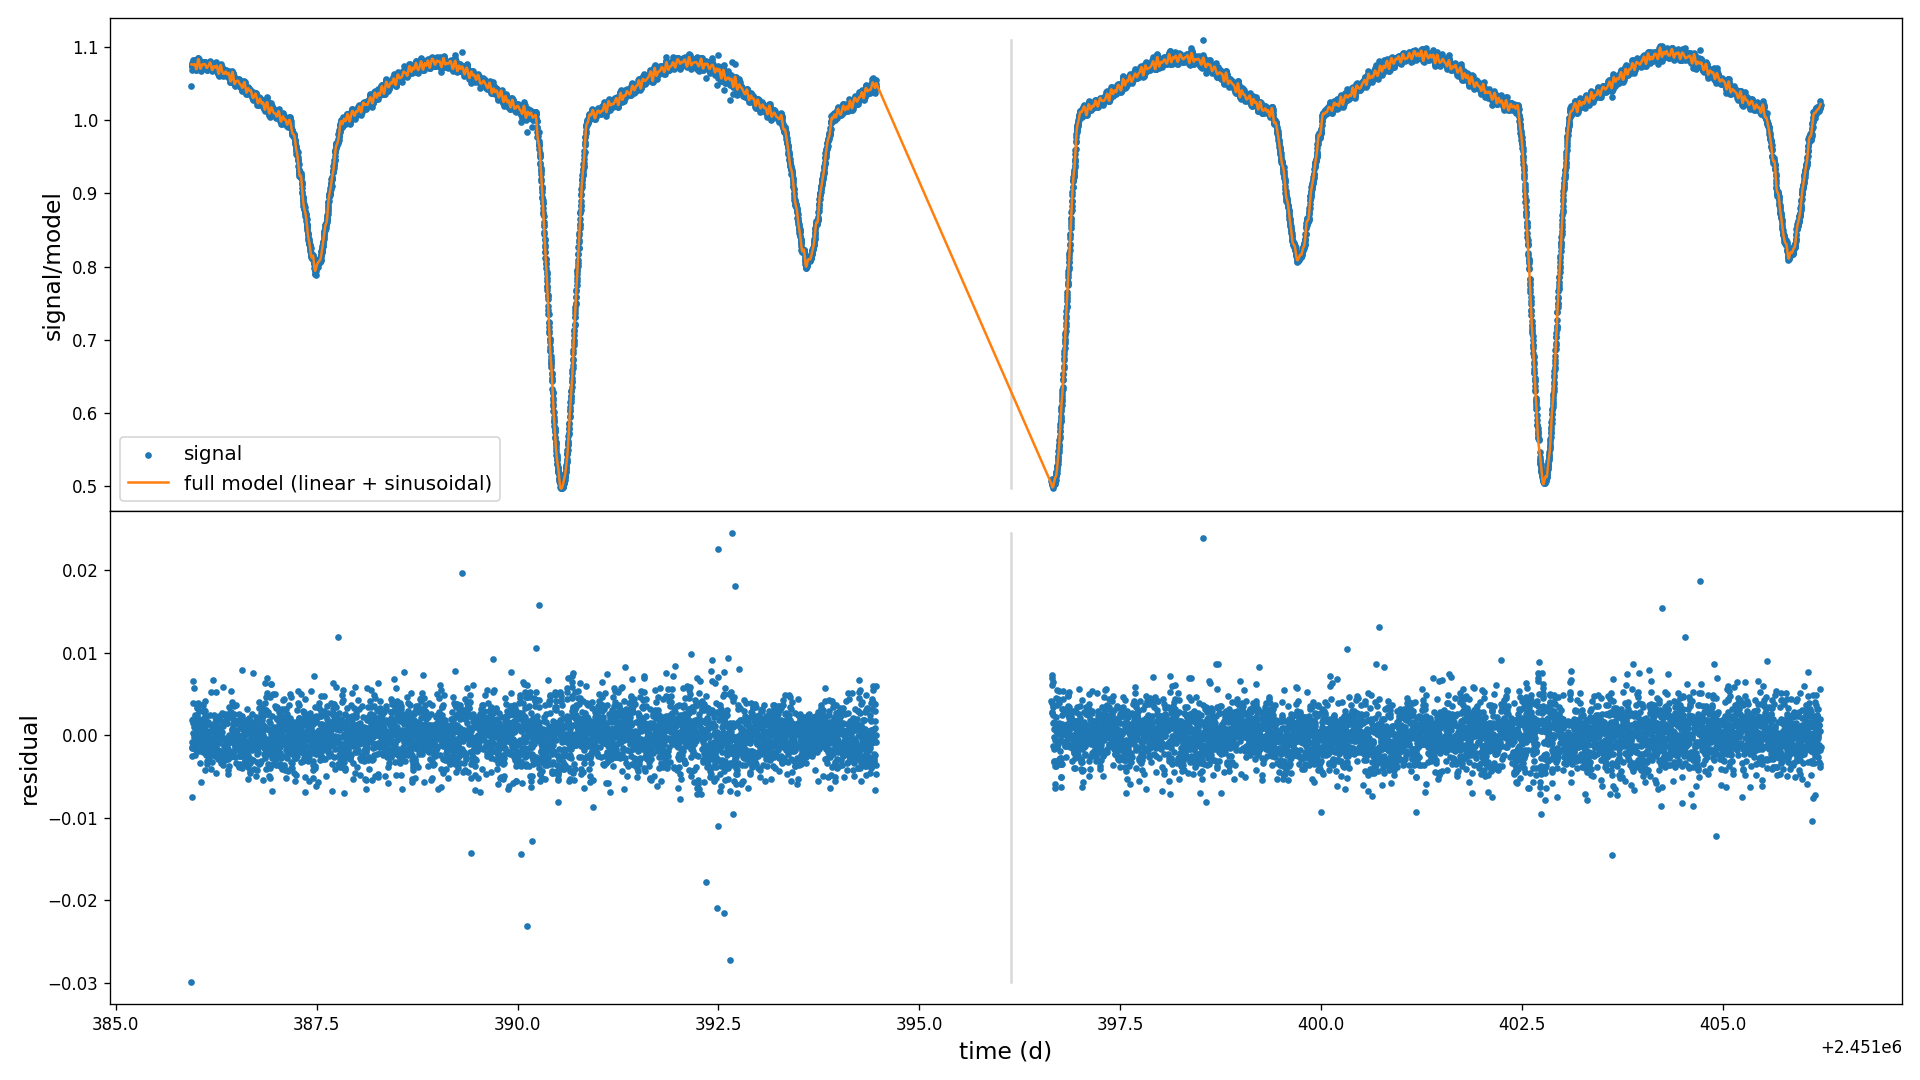 1.1
1.0
0.9
0.8
0.7
0.6
0.5
signal/model
signal
full model (linear + sinusoidal)
0.02
0.01
0.00
−0.01
−0.02
−0.03
residual
385.0 387.5 390.0 392.5 395.0 397.5 400.0 402.5 405.0
time (d)
+2.451e6